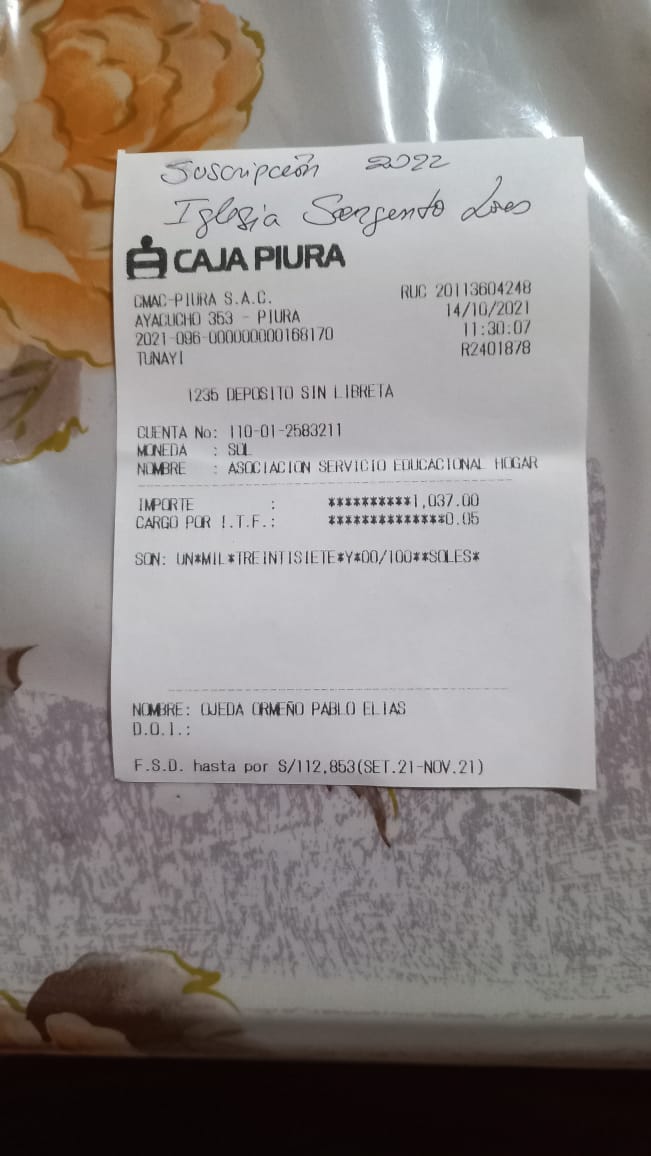 Suscripción 2022
Iglesia Sargento Lores
CAJA PIURA
CMAC-PIURA S.A.C. RUC 20113604248
AYACUCHO 353 - PIURA 14/10/2021
2021-096-000000000168170 11:30:07
TUNAYI R2401878
1235 DEPOSITO SIN LIBRETA
CUENTA No: 110-01-2583211
MONEDA : SOL
NOMBRE : ASOCIACION SERVICIO EDUCACIONAL HOGAR
IMPORTE : **********1,037.00
CARGO POR I.T.F.: **************0.05
SON: UN*MIL*TREINTISIETE*Y*00/100**SOLES*
NOMBRE: OJEDA ORMEÑO PABLO ELIAS
D.O.I.:
F.S.D. hasta por S/112,853(SET.21-NOV.21)